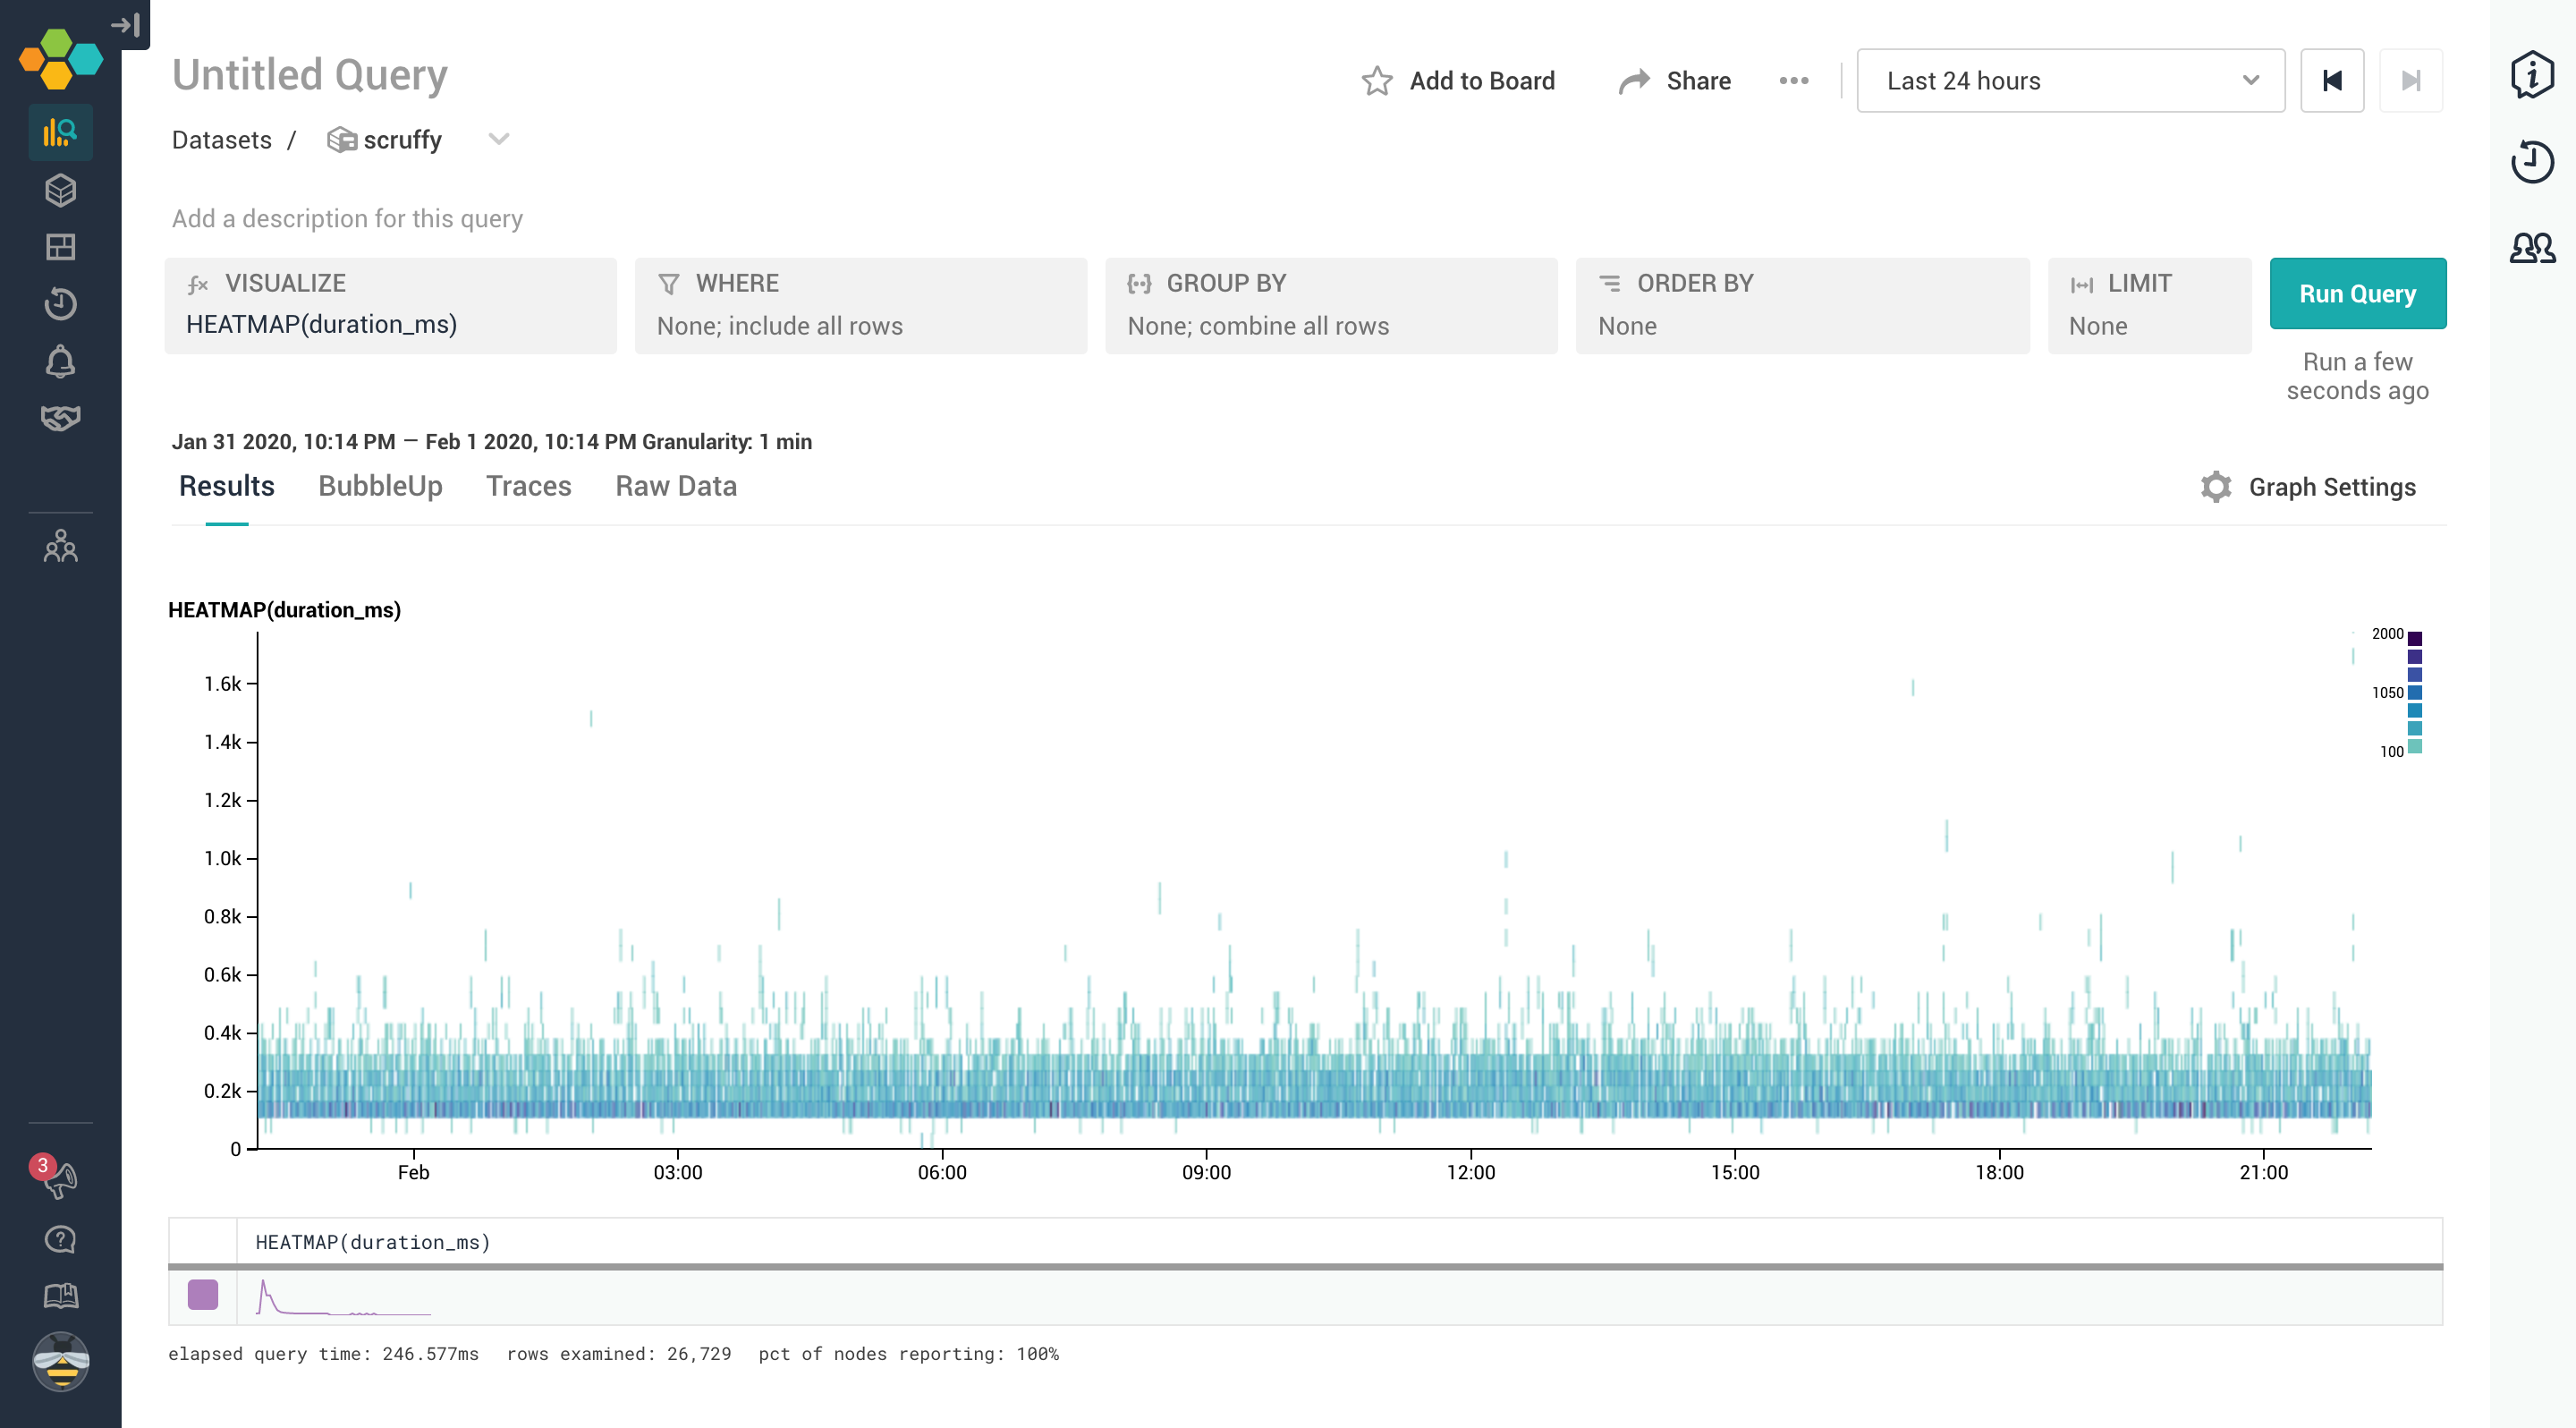 Untitled Query
Add to Board
Share
Last 24 hours
Datasets / scruffy
Add a description for this query
VISUALIZE
HEATMAP(duration_ms)
WHERE
None; include all rows
GROUP BY
None; combine all rows
ORDER BY
None
LIMIT
None
Run Query
Run a few
seconds ago
Jan 31 2020, 10:14 PM — Feb 1 2020, 10:14 PM Granularity: 1 min
Results BubbleUp Traces Raw Data
Graph Settings
HEATMAP(duration_ms)
2000
1050
100
1.6k
1.4k
1.2k
1.0k
0.8k
0.6k
0.4k
0.2k
0
Feb 03:00 06:00 09:00 12:00 15:00 18:00 21:00
3
HEATMAP(duration_ms)
elapsed query time: 246.577ms rows examined: 26,729 pct of nodes reporting: 100%